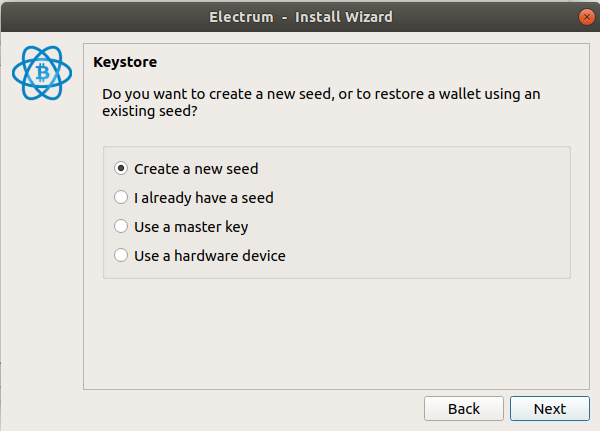 Electrum - Install Wizard
Keystore
Do you want to create a new seed, or to restore a wallet using an
existing seed?
Create a new seed
I already have a seed
Use a master key
Use a hardware device
Back
Next